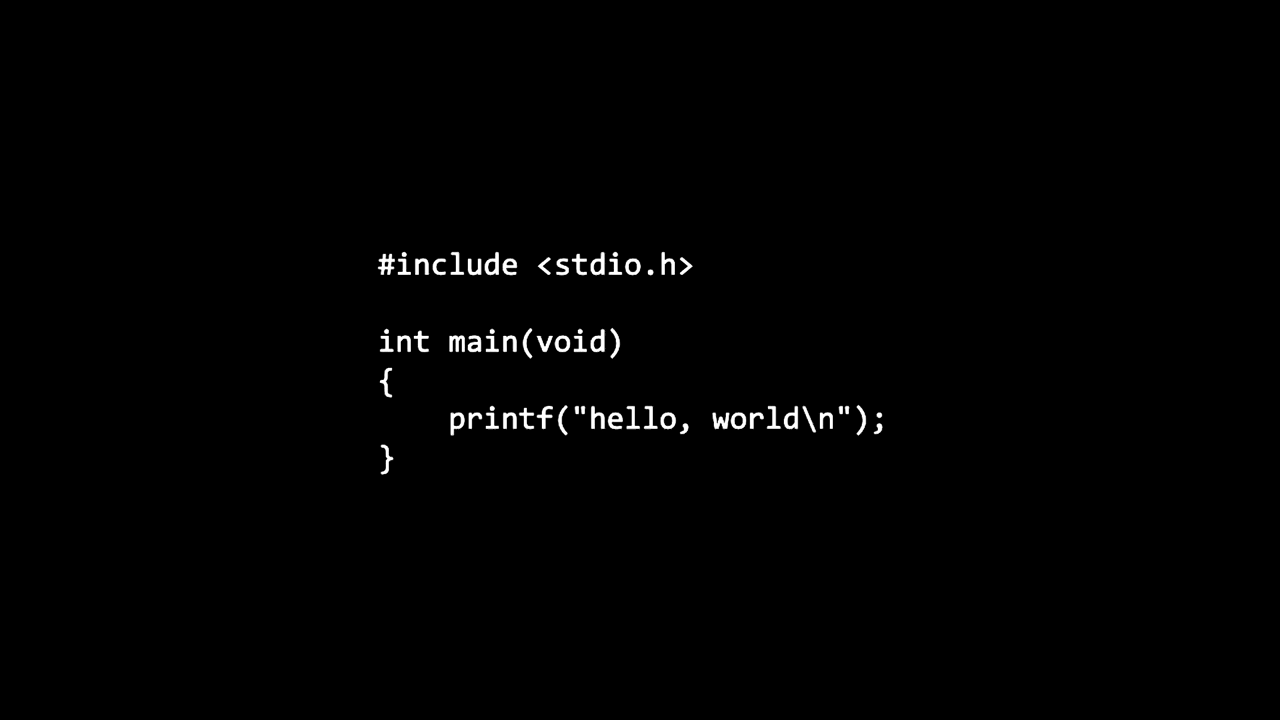 #include <stdio.h>

int main(void)
{
    printf("hello, world\n");
}